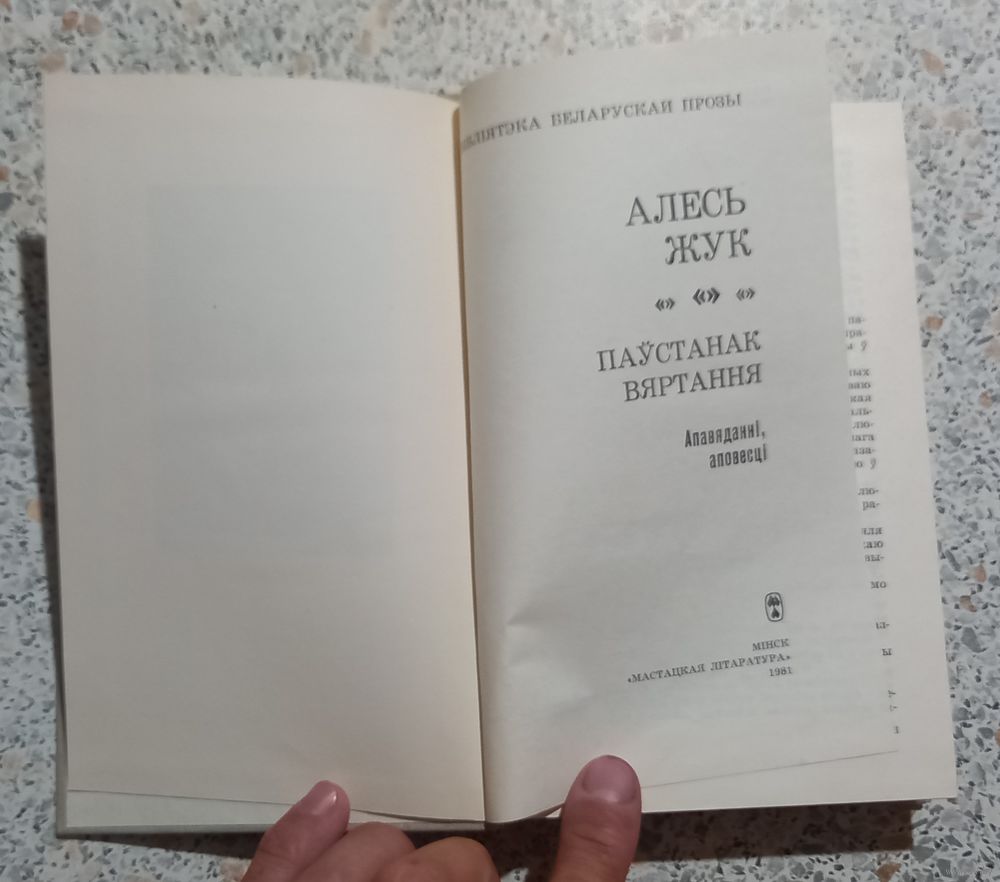 БЕЛАРУСКАЙ ПРОЗЫ
АЛЕСЬ
ЖУК
ПАЎСТАНАК
ВЯРТАННЯ
Апавяданні,
аповесці
МІНСК
«МАСТАЦКАЯ ЛІТАРАТУРА»
1981